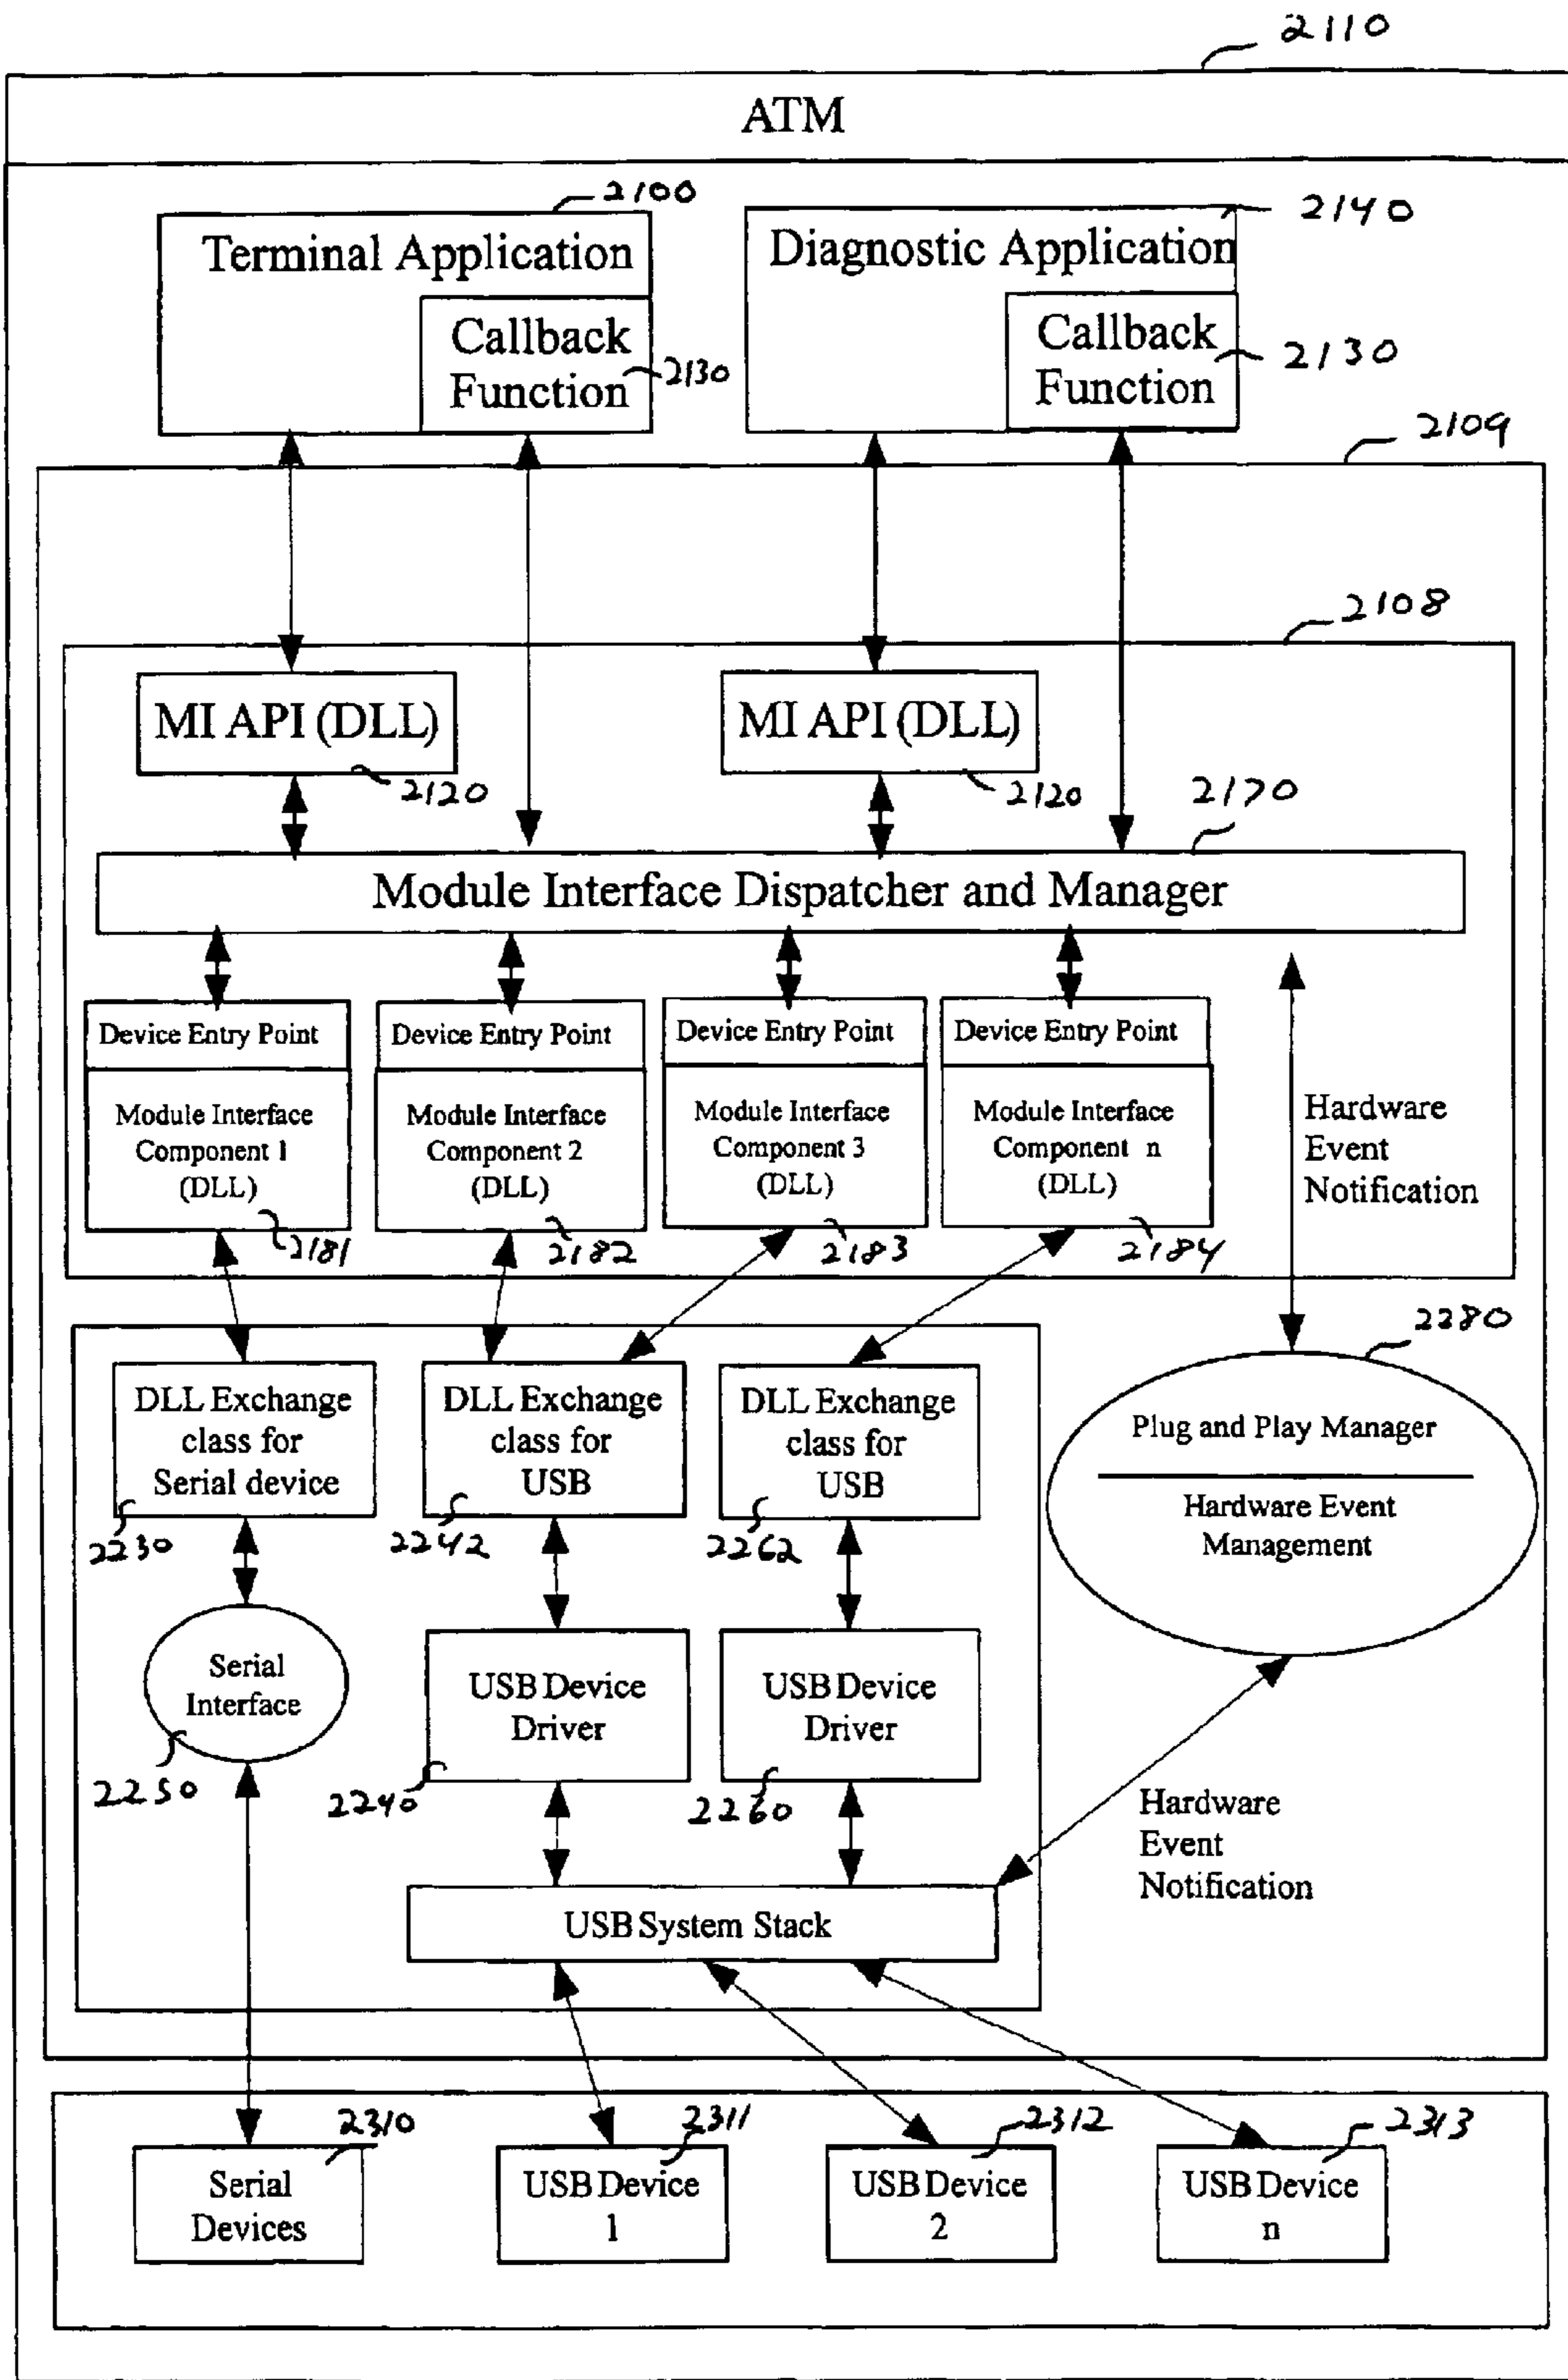 2110
ATM
2100
Terminal Application
Callback
Function
2130
2140
Diagnostic Application
Callback
Function
2130
2109
2108
MI API (DLL)
2120
MI API (DLL)
2120
2170
Module Interface Dispatcher and Manager
Device Entry Point
Module Interface
Component 1
(DLL)
2181
Device Entry Point
Module Interface
Component 2
(DLL)
2182
Device Entry Point
Module Interface
Component 3
(DLL)
2183
Device Entry Point
Module Interface
Component n
(DLL)
2184
Hardware
Event
Notification
2280
Plug and Play Manager
Hardware Event
Management
DLL Exchange
class for
Serial device
2230
DLL Exchange
class for
USB
2242
DLL Exchange
class for
USB
2262
Serial
Interface
2250
USB Device
Driver
2240
USB Device
Driver
2260
Hardware
Event
Notification
USB System Stack
2310
Serial
Devices
2311
USB Device
1
2312
USB Device
2
2313
USB Device
n